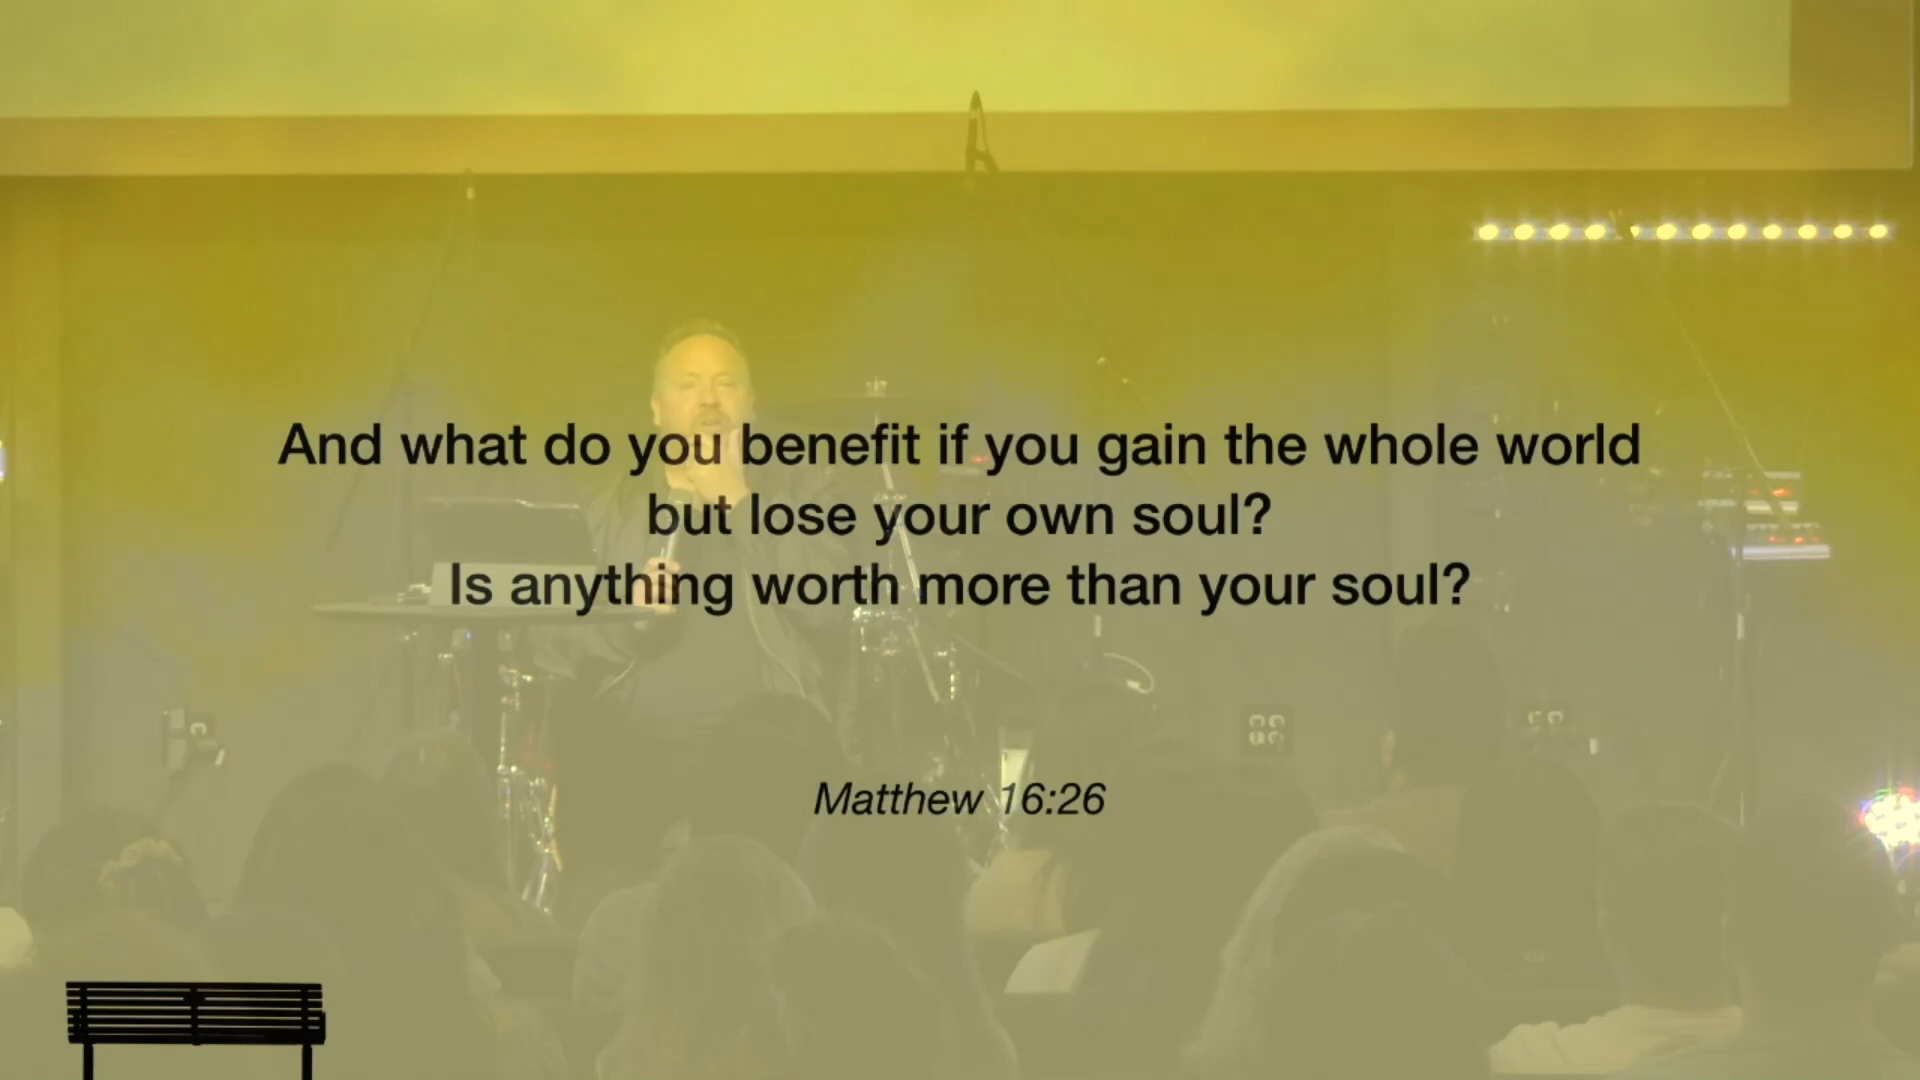 And what do you benefit if you gain the whole world
but lose your own soul?
Is anything worth more than your soul?
Matthew 16:26